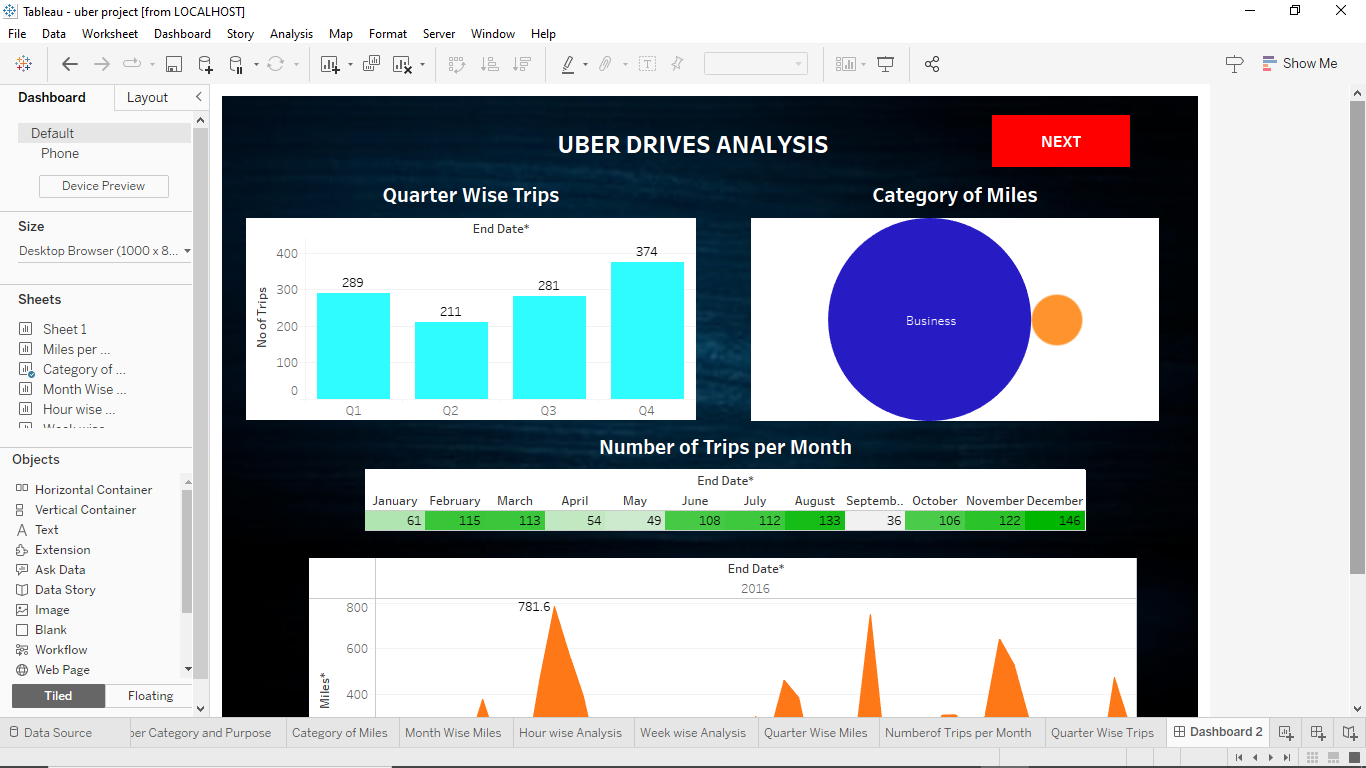 Tableau - uber project [from LOCALHOST]
File Data Worksheet Dashboard Story Analysis Map Format Server Window Help
Show Me
Dashboard Layout
Default
Phone
Device Preview
Size
Desktop Browser (1000 x 8...
Sheets
Sheet 1
Miles per ...
Category of ...
Month Wise ...
Hour wise ...
Week wise
Objects
Horizontal Container
Vertical Container
Text
Extension
Ask Data
Data Story
Image
Blank
Workflow
Web Page
Tiled Floating
UBER DRIVES ANALYSIS
NEXT
Quarter Wise Trips
End Date*
No of Trips
400
300
200
100
0
289
211
281
374
Q1 Q2 Q3 Q4
Category of Miles
Business
Number of Trips per Month
End Date*
January February March April May June July August Septemb.. October November December
61 115 113 54 49 108 112 133 36 106 122 146
End Date*
2016
Miles*
800
600
400
781.6
Data Source
per Category and Purpose
Category of Miles
Month Wise Miles
Hour wise Analysis
Week wise Analysis
Quarter Wise Miles
Numberof Trips per Month
Quarter Wise Trips
Dashboard 2